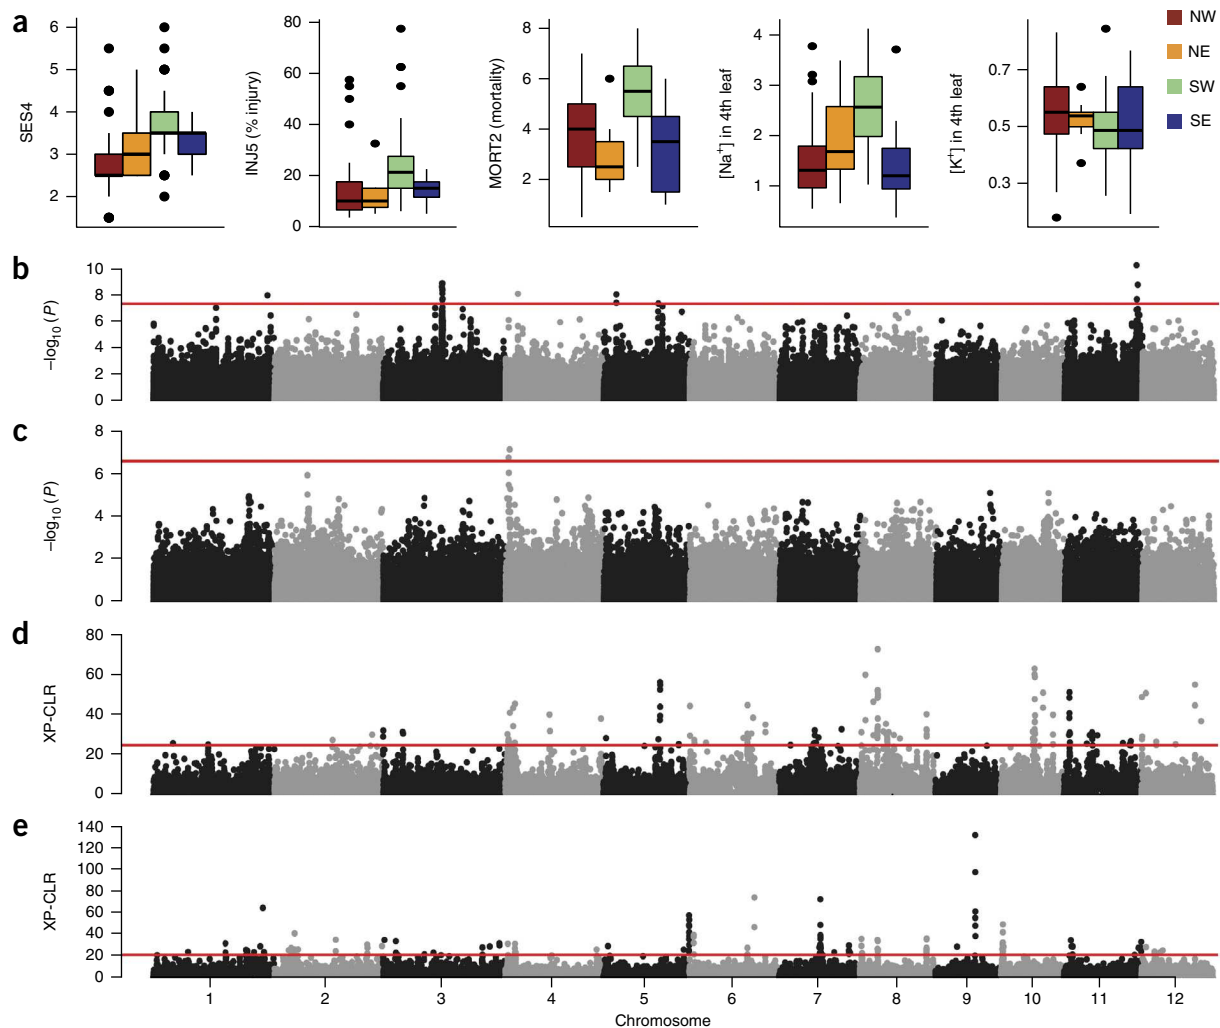 a
SES4
6
5
4
3
2
INJ5 (% injury)
80
60
40
20
0
MORT2 (mortality)
8
6
4
2
[Na⁺] in 4th leaf
4
3
2
1
[K⁺] in 4th leaf
0.7
0.5
0.3
NW
NE
SW
SE
b
−log₁₀ (P)
10
8
6
4
2
0
c
−log₁₀ (P)
8
6
4
2
0
d
XP-CLR
80
60
40
20
0
e
XP-CLR
140
120
100
80
60
40
20
0
1 2 3 4 5 6 7 8 9 10 11 12
Chromosome